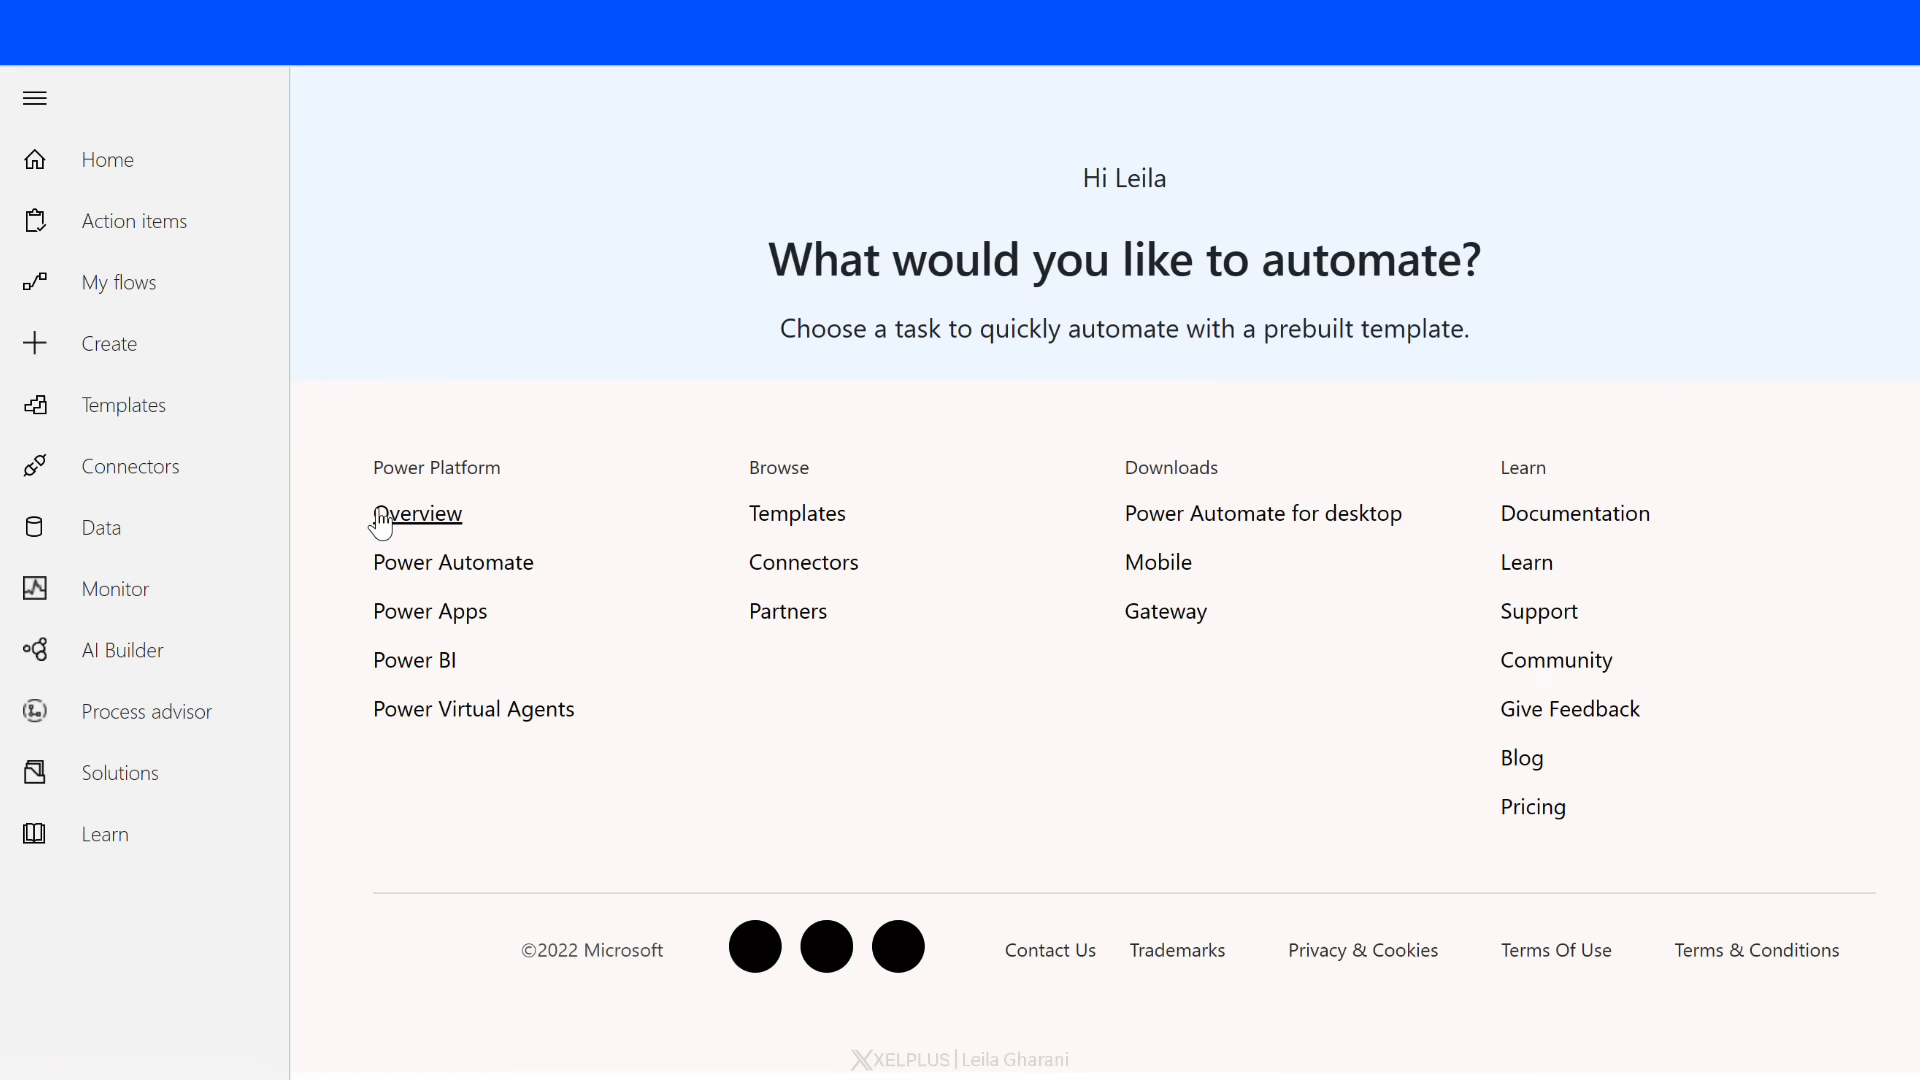 Home
Action items
My flows
Create
Templates
Connectors
Data
Monitor
AI Builder
Process advisor
Solutions
Learn
Hi Leila
What would you like to automate?
Choose a task to quickly automate with a prebuilt template.
Power Platform
Overview
Power Automate
Power Apps
Power BI
Power Virtual Agents
Browse
Templates
Connectors
Partners
Downloads
Power Automate for desktop
Mobile
Gateway
Learn
Documentation
Learn
Support
Community
Give Feedback
Blog
Pricing
©2022 Microsoft
Contact Us
Trademarks
Privacy & Cookies
Terms Of Use
Terms & Conditions
XELPLUS | Leila Gharani